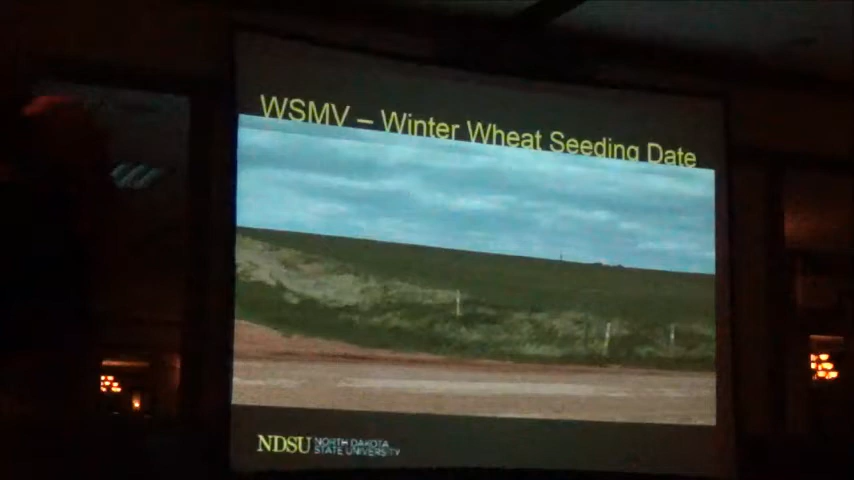 WSMV – Winter Wheat Seeding Date
NDSU NORTH DAKOTA
STATE UNIVERSITY